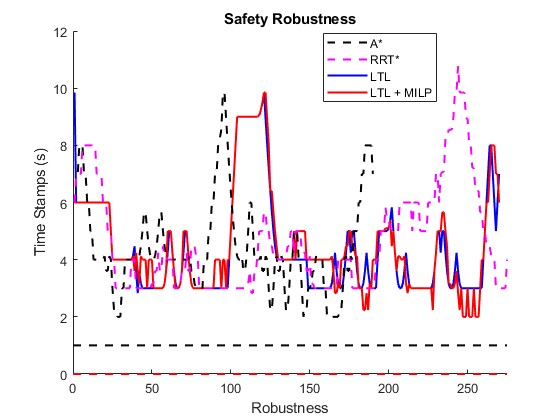 Safety Robustness
A*
RRT*
LTL
LTL + MILP
12
10
8
6
4
2
0
Time Stamps (s)
0 50 100 150 200 250
Robustness